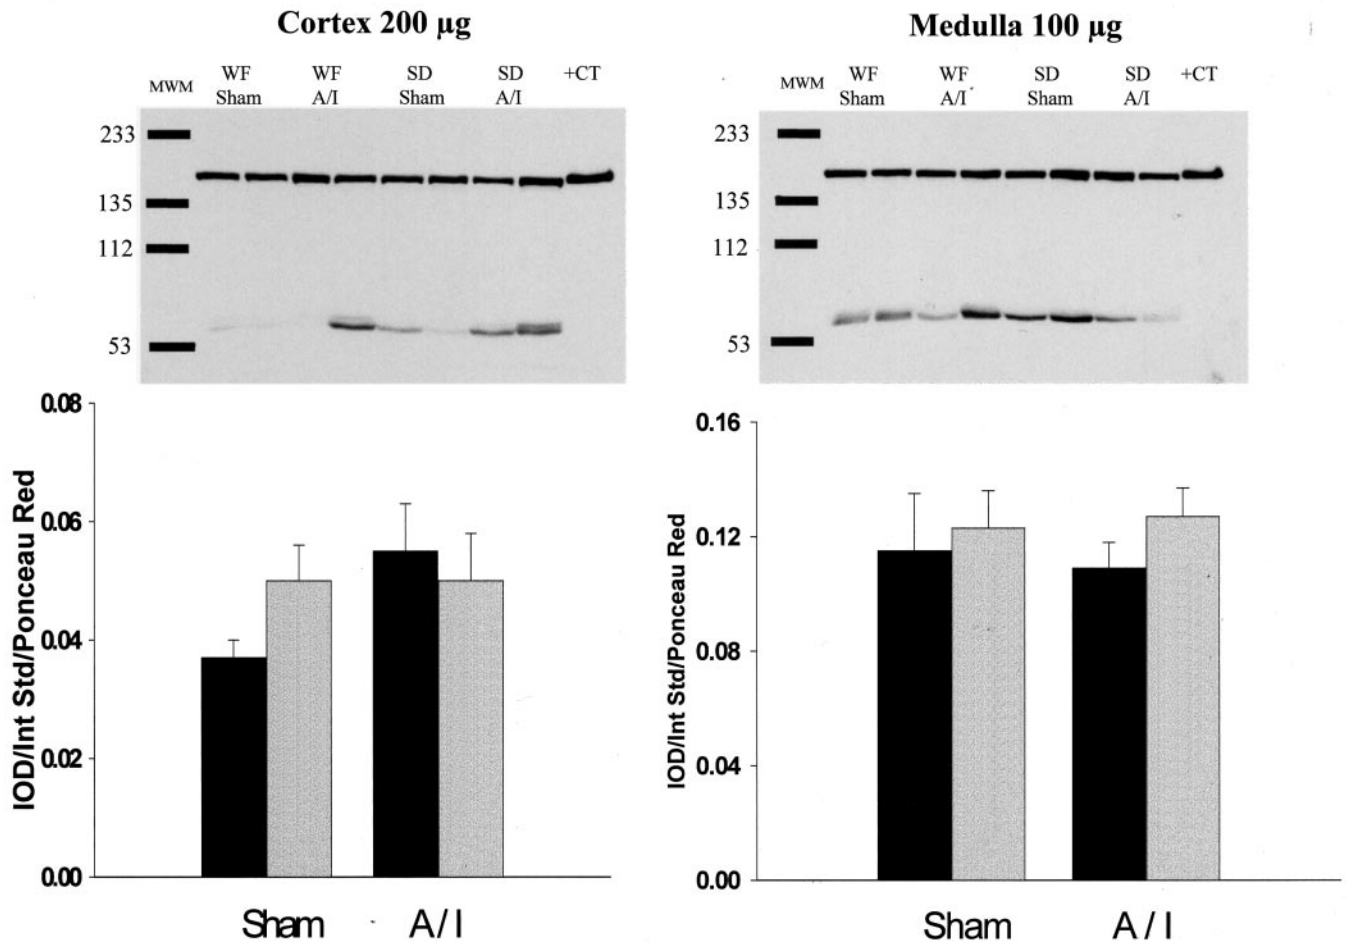 Cortex 200 µg
MWM
WF Sham
WF A/I
SD Sham
SD A/I
+CT
233
135
112
53
0.08
0.06
0.04
0.02
0.00
IOD/Int Std/Ponceau Red
Sham
A/I
Medulla 100 µg
MWM
WF Sham
WF A/I
SD Sham
SD A/I
+CT
233
135
112
53
0.16
0.12
0.08
0.04
0.00
IOD/Int Std/Ponceau Red
Sham
A/I